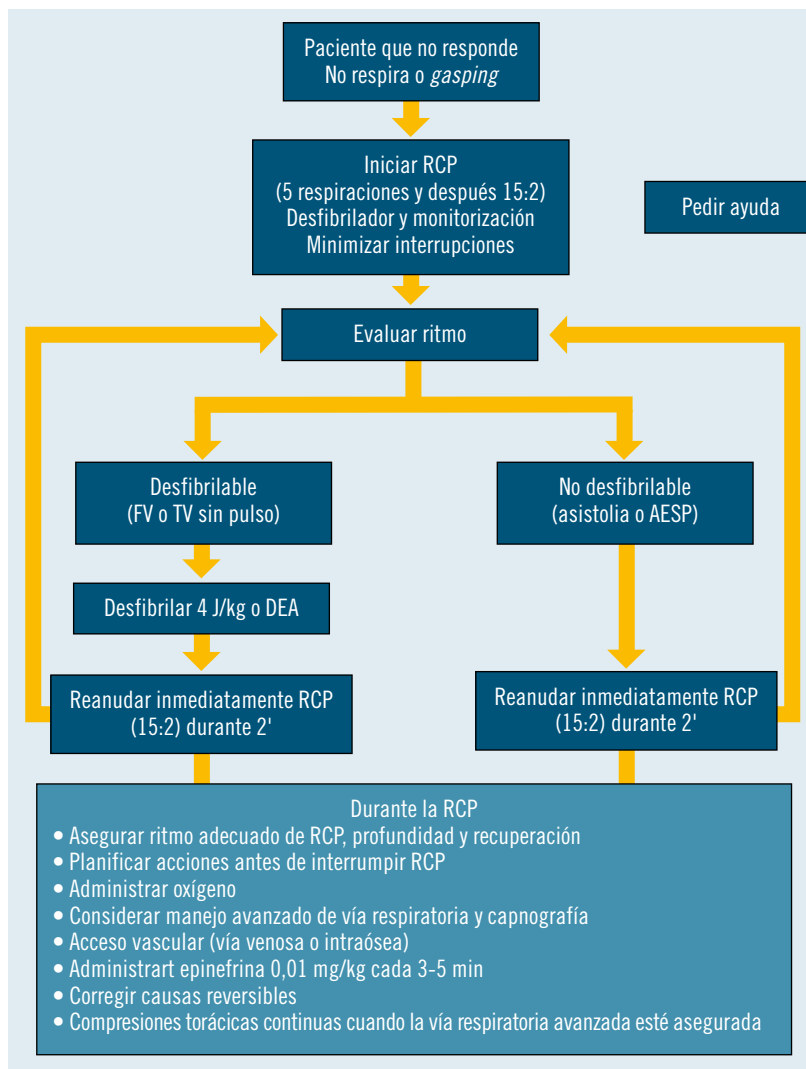 Paciente que no responde
No respira o gasping
Iniciar RCP
(5 respiraciones y después 15:2)
Desfibrilador y monitorización
Minimizar interrupciones
Pedir ayuda
Evaluar ritmo
Desfibrilable
(FV o TV sin pulso)
No desfibrilable
(asistolia o AESP)
Desfibrilar 4 J/kg o DEA
Reanudar inmediatamente RCP
(15:2) durante 2'
Reanudar inmediatamente RCP
(15:2) durante 2'
Durante la RCP
• Asegurar ritmo adecuado de RCP, profundidad y recuperación
• Planificar acciones antes de interrumpir RCP
• Administrar oxígeno
• Considerar manejo avanzado de vía respiratoria y capnografía
• Acceso vascular (vía venosa o intraósea)
• Administrart epinefrina 0,01 mg/kg cada 3-5 min
• Corregir causas reversibles
• Compresiones torácicas continuas cuando la vía respiratoria avanzada esté asegurada